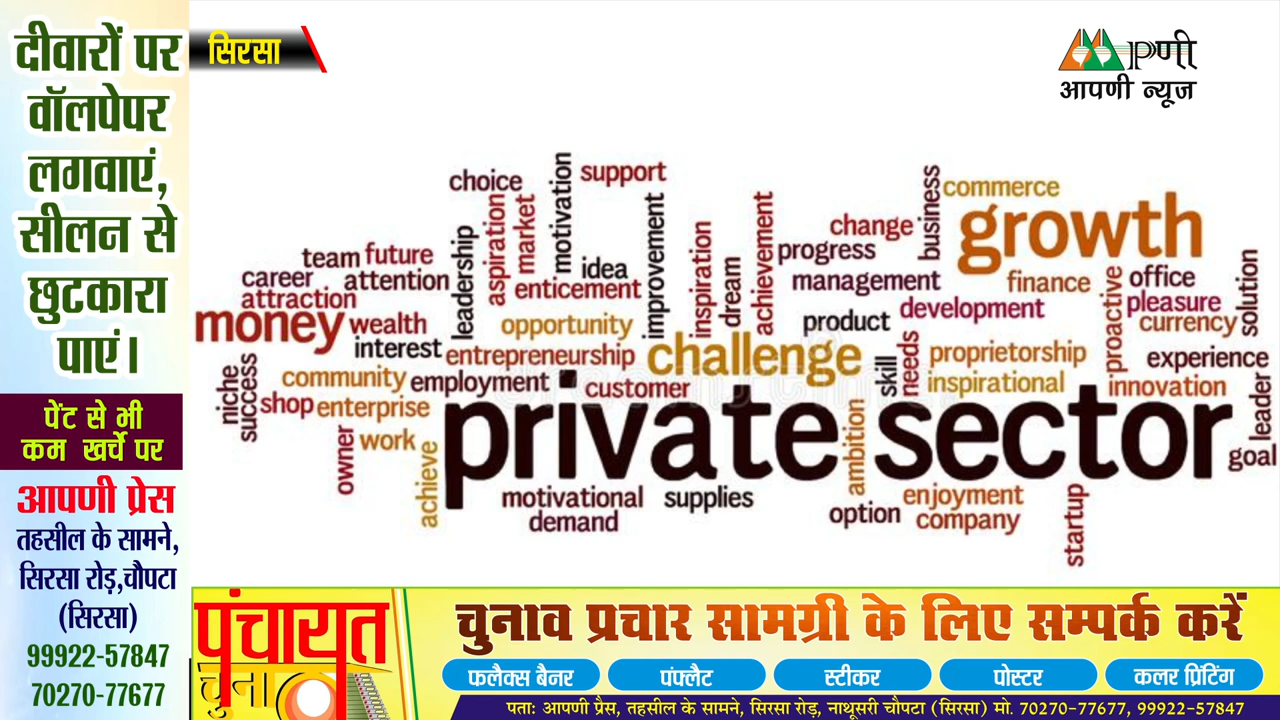 दीवारों पर
वॉलपेपर
लगवाएं,
सीलन से
छुटकारा
पाएं।
पेंट से भी
कम खर्चे पर
आपणी प्रेस
तहसील के सामने,
सिरसा रोड़,चौपटा
(सिरसा)
99922-57847
70270-77677
सिरसा
Pणी
आपणी न्यूज
choice
aspiration
market
motivation
support
improvement
team
future
career
attention
attraction
leadership
idea
enticement
inspiration
dream
achievement
change
progress
business
commerce
growth
management
finance
office
proactive
pleasure
currency
solution
money
wealth
interest
opportunity
entrepreneurship
challenge
product
development
skill
needs
proprietorship
inspirational
experience
innovation
leader
goal
niche
success
community
employment
customer
shop
enterprise
private sector
owner
work
achieve
ambition
motivational
supplies
demand
option
enjoyment
company
startup
पंचायत
चुनाव
चुनाव प्रचार सामग्री के लिए सम्पर्क करें
फलैक्स बैनर
पंफ्लैट
स्टीकर
पोस्टर
कलर प्रिंटिंग
पता: आपणी प्रैस, तहसील के सामने, सिरसा रोड़, नाथूसरी चौपटा (सिरसा) मो. 70270-77677, 99922-57847